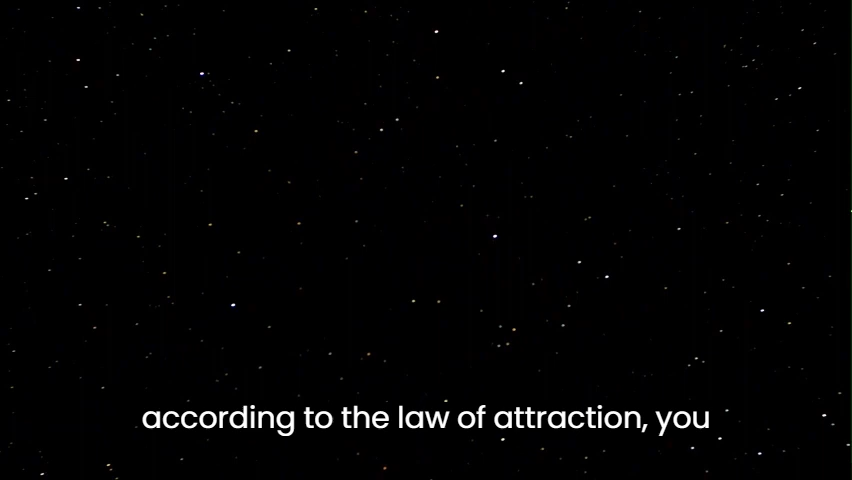 according to the law of attraction, you